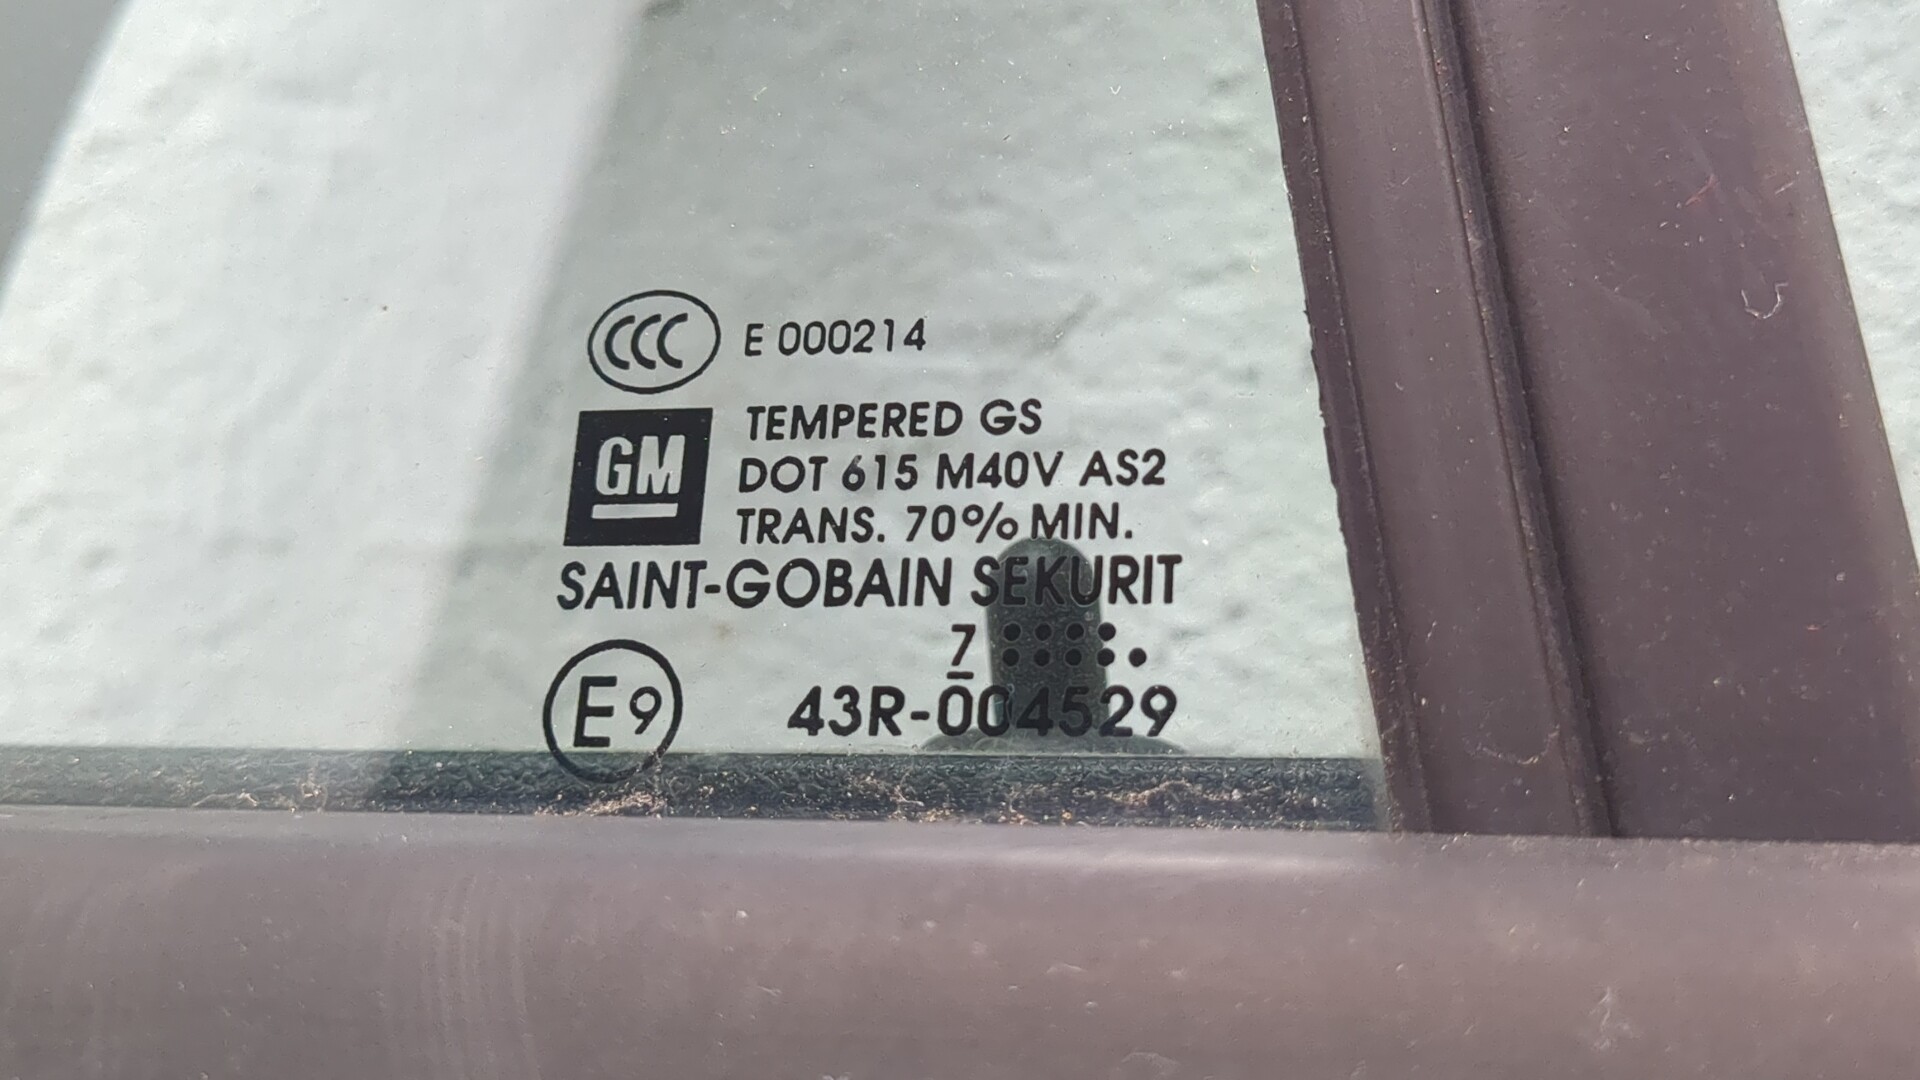 CCC E 000214
TEMPERED GS
GM DOT 615 M40V AS2
TRANS. 70% MIN.
SAINT-GOBAIN SEKURIT
7
E9 43R-004529